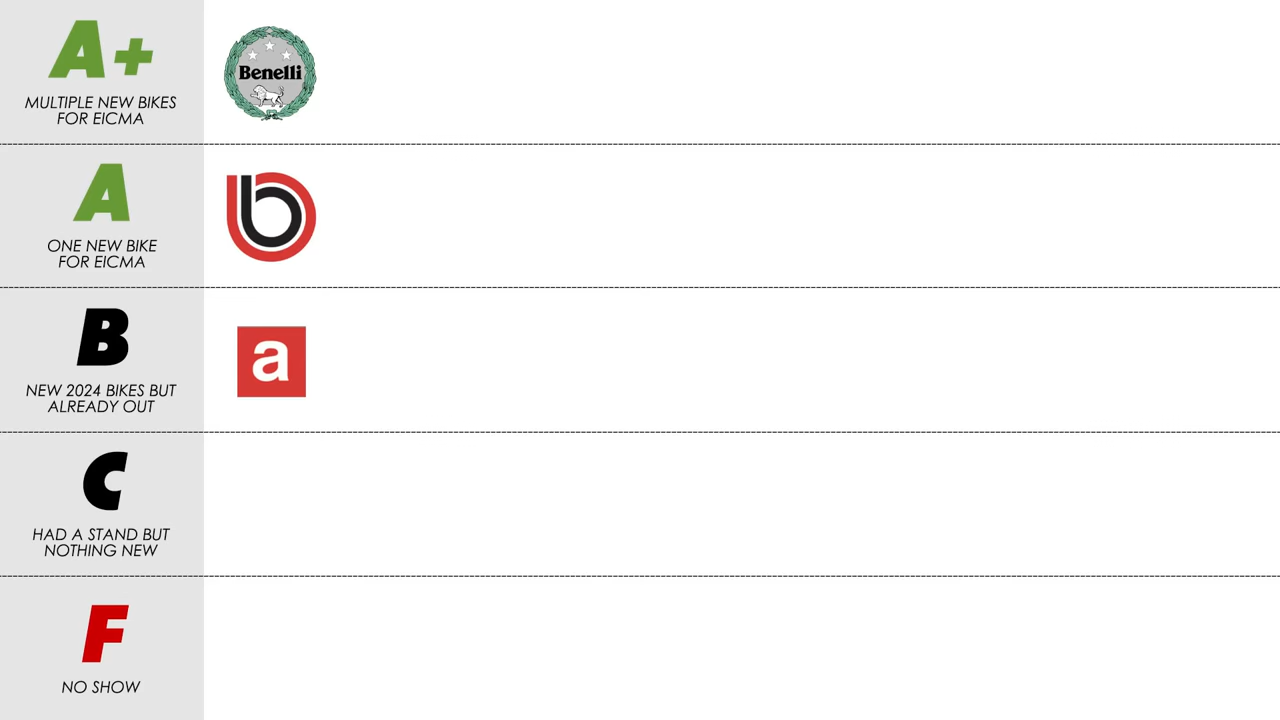 A+
MULTIPLE NEW BIKES
FOR EICMA
Benelli
A
ONE NEW BIKE
FOR EICMA
b
B
NEW 2024 BIKES BUT
ALREADY OUT
a
C
HAD A STAND BUT
NOTHING NEW
F
NO SHOW